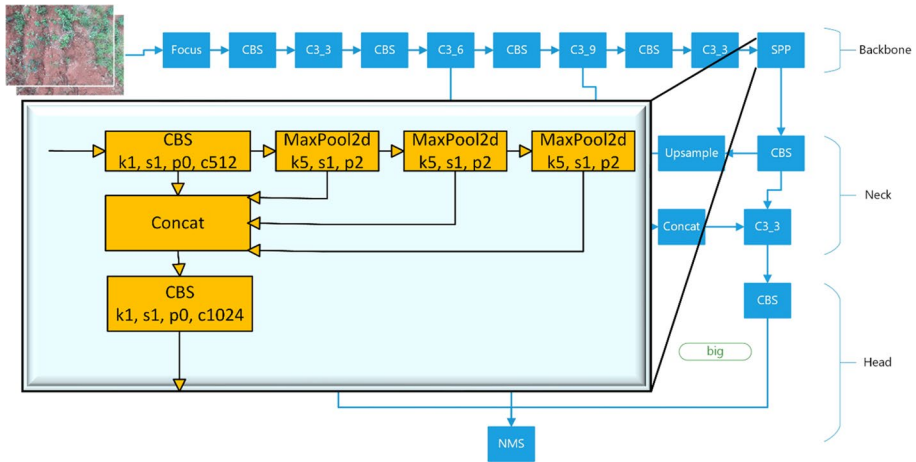 Focus
CBS
C3_3
CBS
C3_6
CBS
C3_9
CBS
C3_3
SPP
Backbone
CBS
k1, s1, p0, c512
MaxPool2d
k5, s1, p2
MaxPool2d
k5, s1, p2
MaxPool2d
k5, s1, p2
Upsample
CBS
Neck
Concat
Concat
C3_3
CBS
k1, s1, p0, c1024
CBS
big
Head
NMS